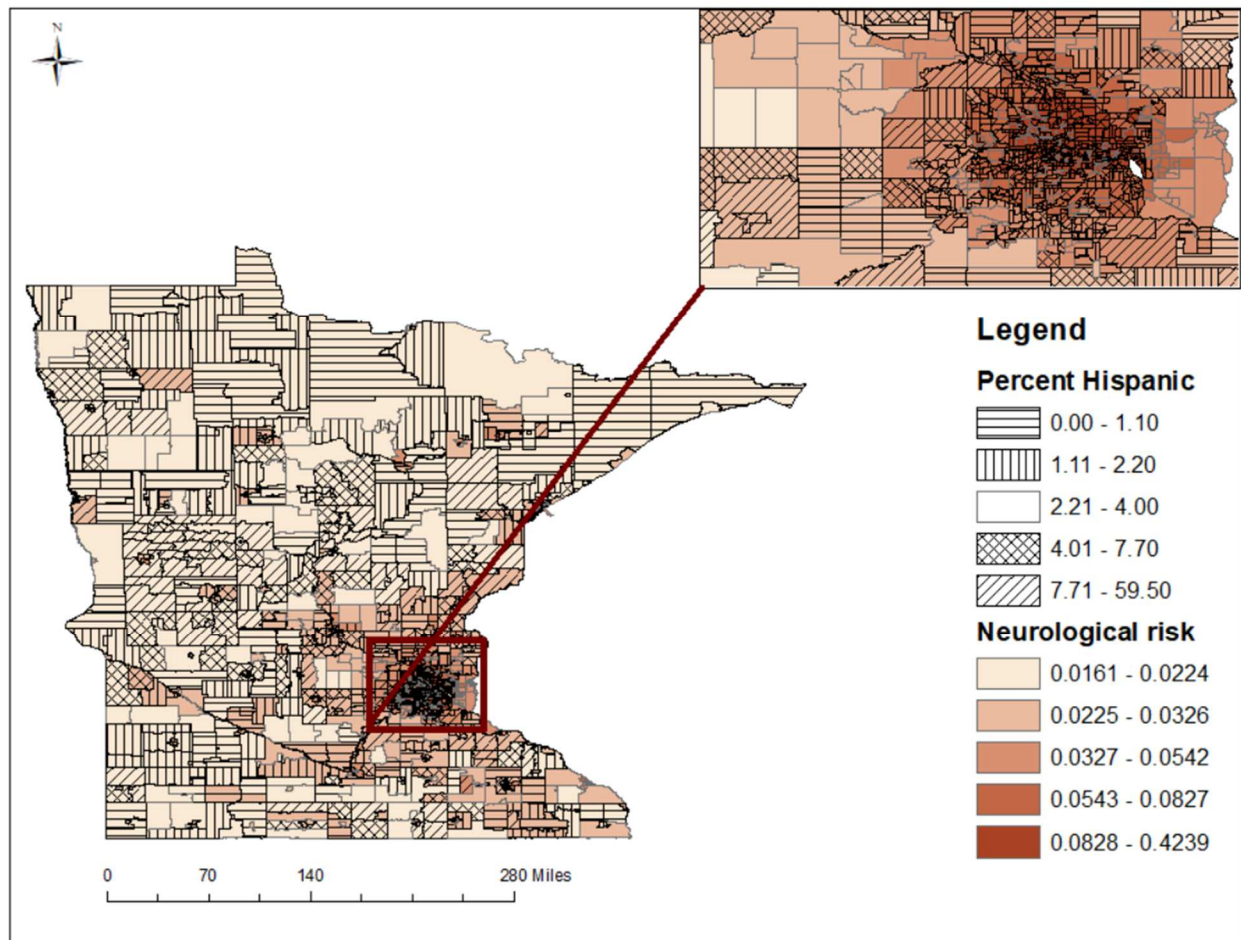 N
Legend
Percent Hispanic
0.00 - 1.10
1.11 - 2.20
2.21 - 4.00
4.01 - 7.70
7.71 - 59.50
Neurological risk
0.0161 - 0.0224
0.0225 - 0.0326
0.0327 - 0.0542
0.0543 - 0.0827
0.0828 - 0.4239
0 70 140 280 Miles